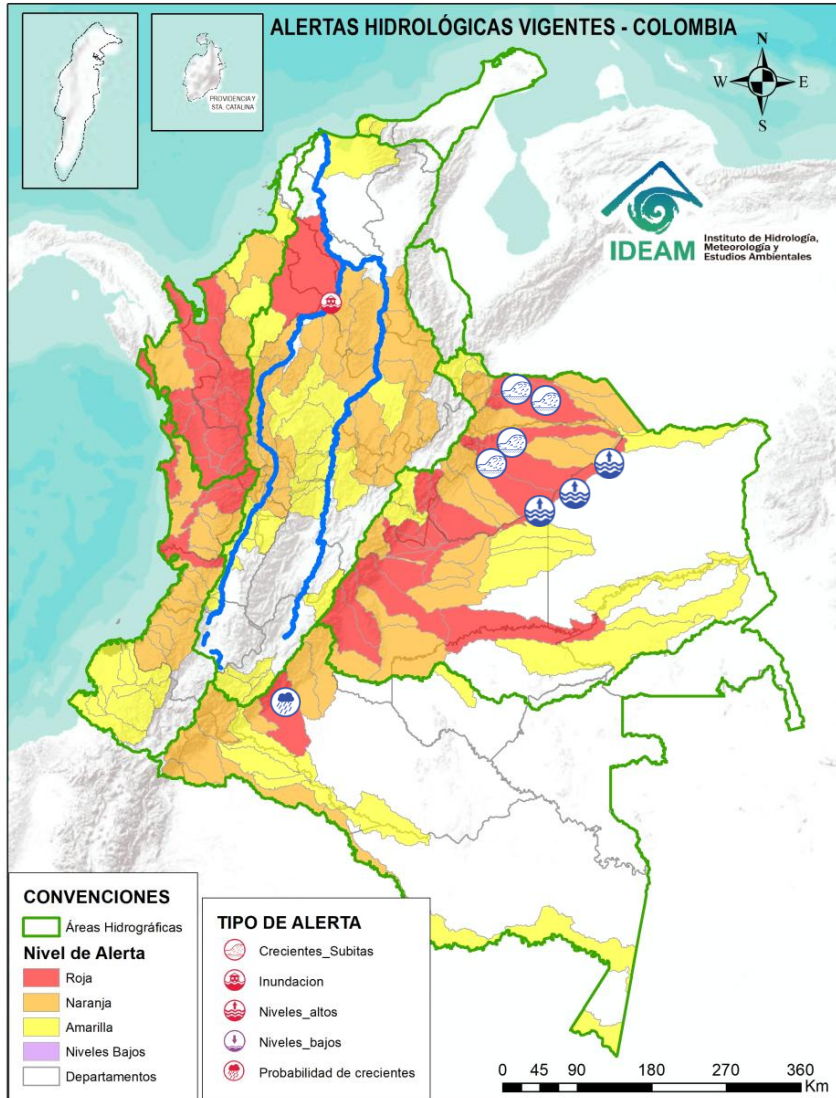 ALERTAS HIDROLÓGICAS VIGENTES - COLOMBIA
PROVIDENCIA Y
STA. CATALINA
N
W
E
S
IDEAM
Instituto de Hidrología,
Meteorología y
Estudios Ambientales
CONVENCIONES
Áreas Hidrográficas
Nivel de Alerta
Roja
Naranja
Amarilla
Niveles Bajos
Departamentos
TIPO DE ALERTA
Crecientes_Subitas
Inundacion
Niveles_altos
Niveles_bajos
Probabilidad de crecientes
0 45 90 180 270 360
Km